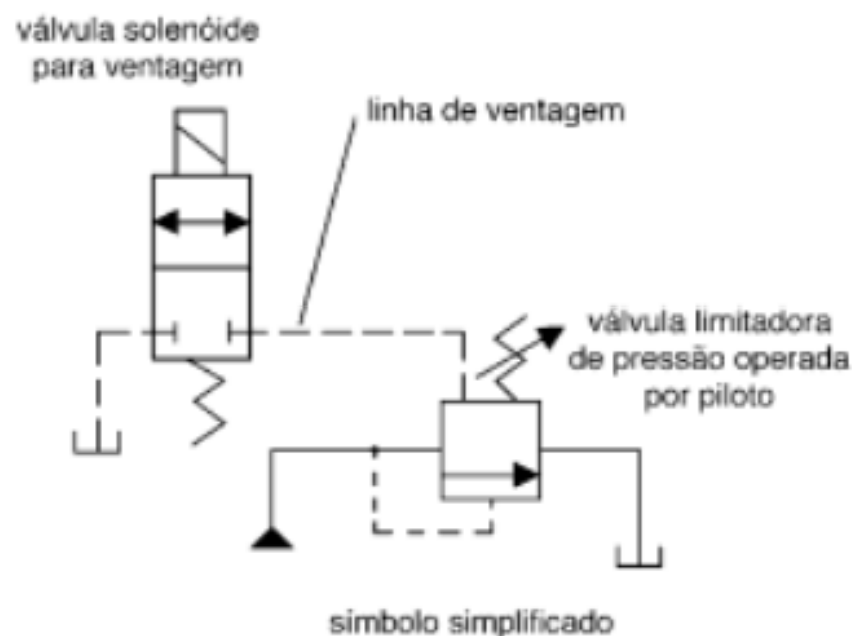 válvula solenóide
para ventagem
linha de ventagem
válvula limitadora
de pressão operada
por piloto
símbolo simplificado